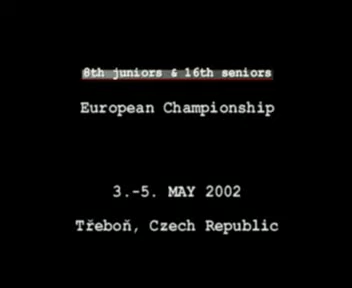 8th juniors & 16th seniors
European Championship
3.-5. MAY 2002
Třeboň, Czech Republic